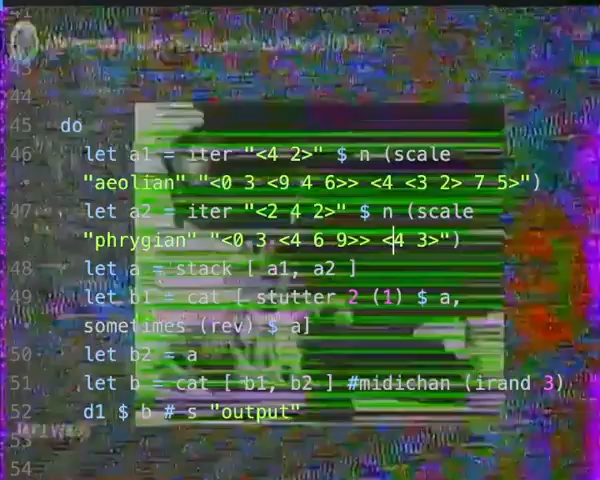 44
45 do
46 let a1 = iter "<4 2>" $ n (scale
"aeolian" "<0 3 <9 4 6>> <4 <3 2> 7 5>")
47 let a2 = iter "<2 4 2>" $ n (scale
"phrygian" "<0 3 <4 6 9>> <4 3>")
48 let a = stack [ a1, a2 ]
49 let b1 = cat [ stutter 2 (1) $ a,
sometimes (rev) $ a]
50 let b2 = a
51 let b = cat [ b1, b2 ] #midichan (irand 3)
52 d1 $ b # s "output"
53
54